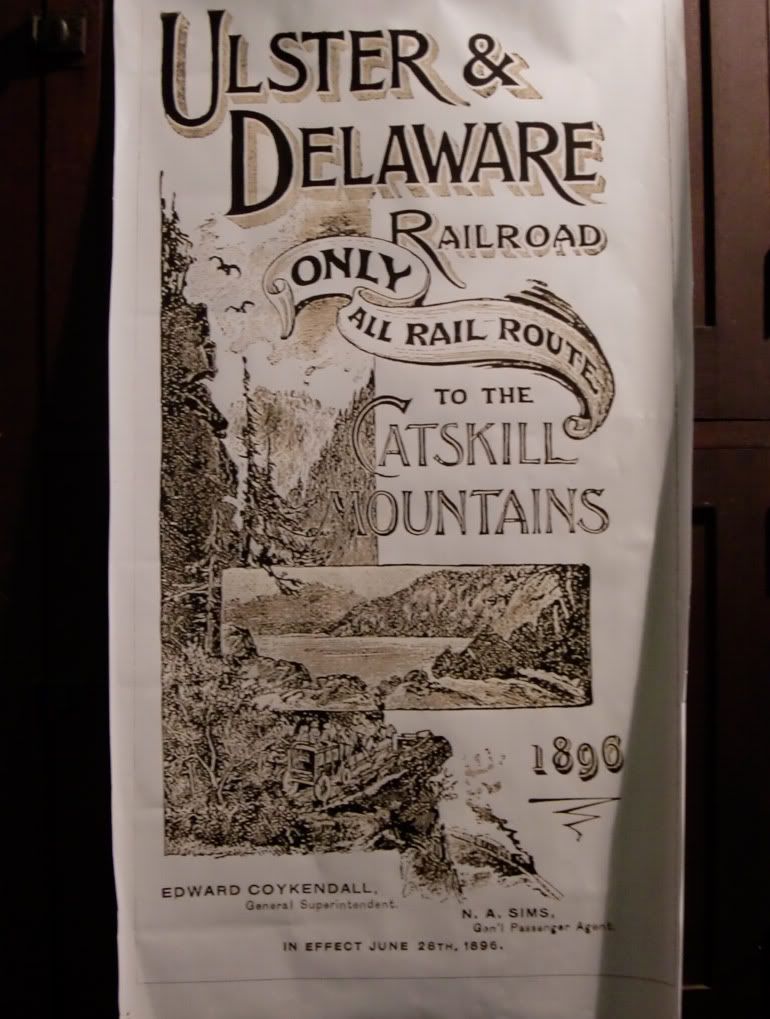 ULSTER &
DELAWARE
RAILROAD
ONLY
ALL RAIL ROUTE
TO THE
CATSKILL
MOUNTAINS
1896
EDWARD COYKENDALL,
General Superintendent.
N. A. SIMS,
Gen'l Passenger Agent.
IN EFFECT JUNE 28TH, 1896.